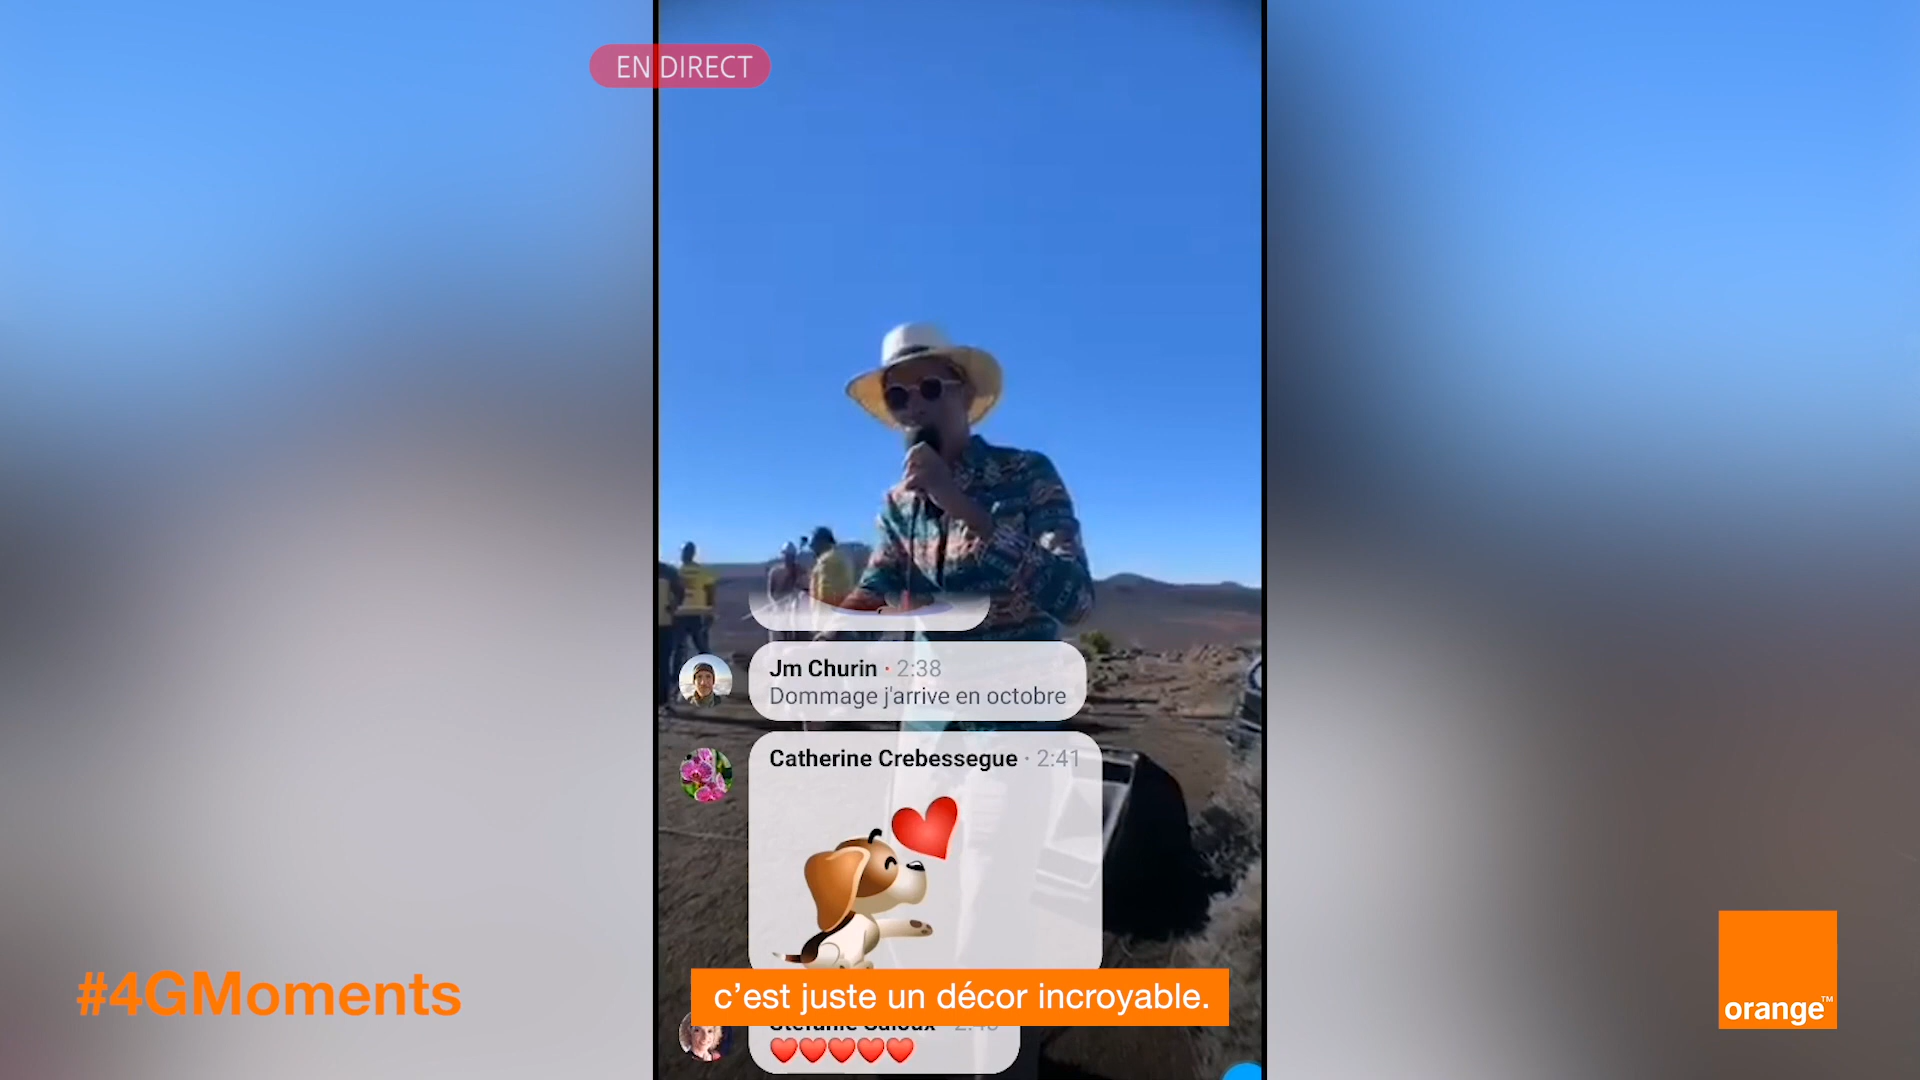 EN DIRECT
Jm Churin · 2:38
Dommage j'arrive en octobre
Catherine Crebessegue · 2:41
c’est juste un décor incroyable.
#4GMoments
orange™